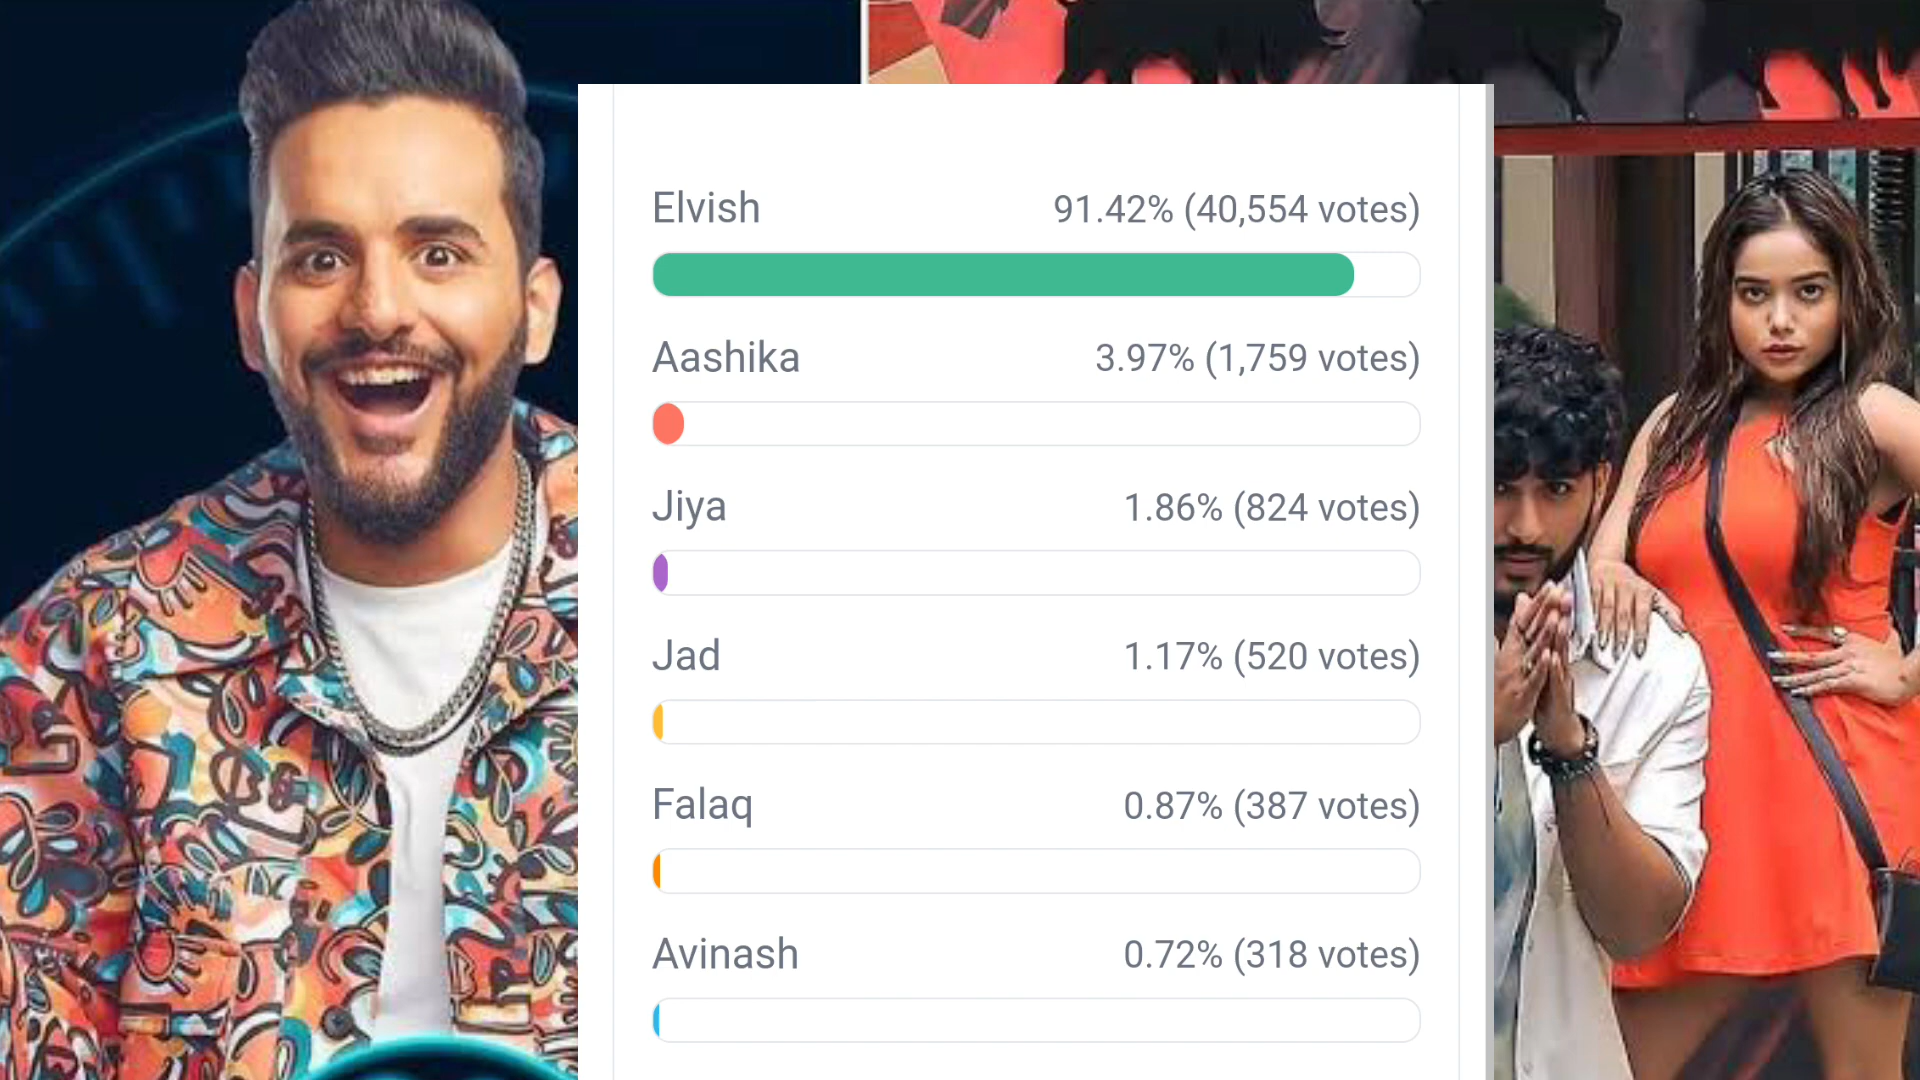 Elvish 91.42% (40,554 votes)
Aashika 3.97% (1,759 votes)
Jiya 1.86% (824 votes)
Jad 1.17% (520 votes)
Falaq 0.87% (387 votes)
Avinash 0.72% (318 votes)